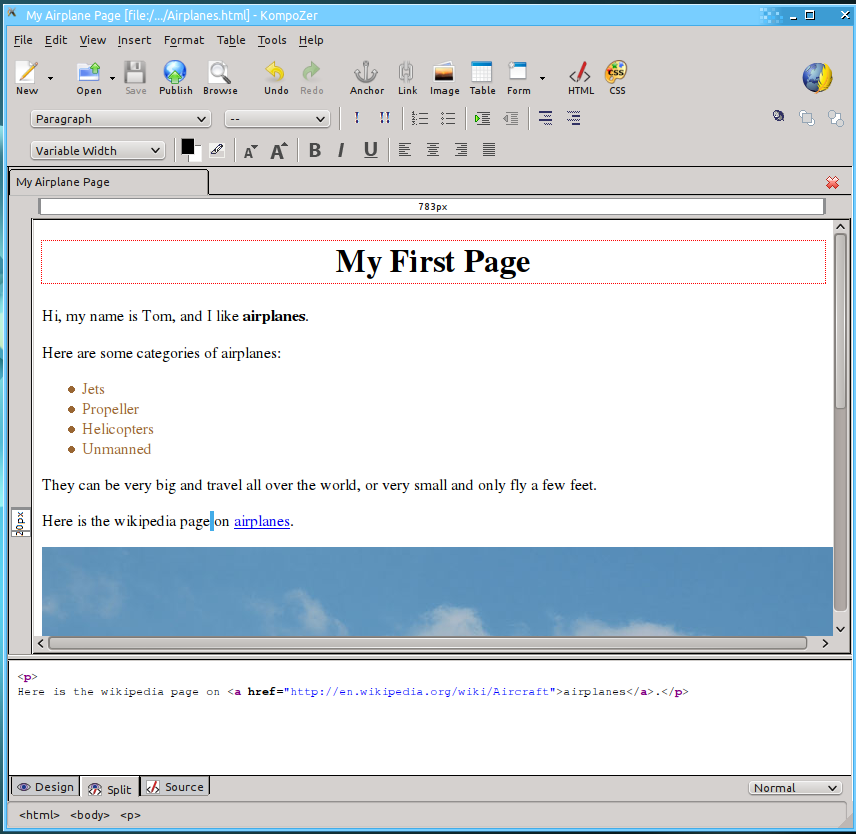 My Airplane Page [file:/.../Airplanes.html] - KompoZer
File Edit View Insert Format Table Tools Help
New Open Save Publish Browse Undo Redo Anchor Link Image Table Form HTML CSS
Paragraph -- ! !!
Variable Width A A B I U
My Airplane Page
783px
My First Page
Hi, my name is Tom, and I like airplanes.
Here are some categories of airplanes:
Jets
Propeller
Helicopters
Unmanned
They can be very big and travel all over the world, or very small and only fly a few feet.
Here is the wikipedia page on airplanes.
20px
<p>
Here is the wikipedia page on <a href="http://en.wikipedia.org/wiki/Aircraft">airplanes</a>.</p>
Design Split Source Normal
<html> <body> <p>